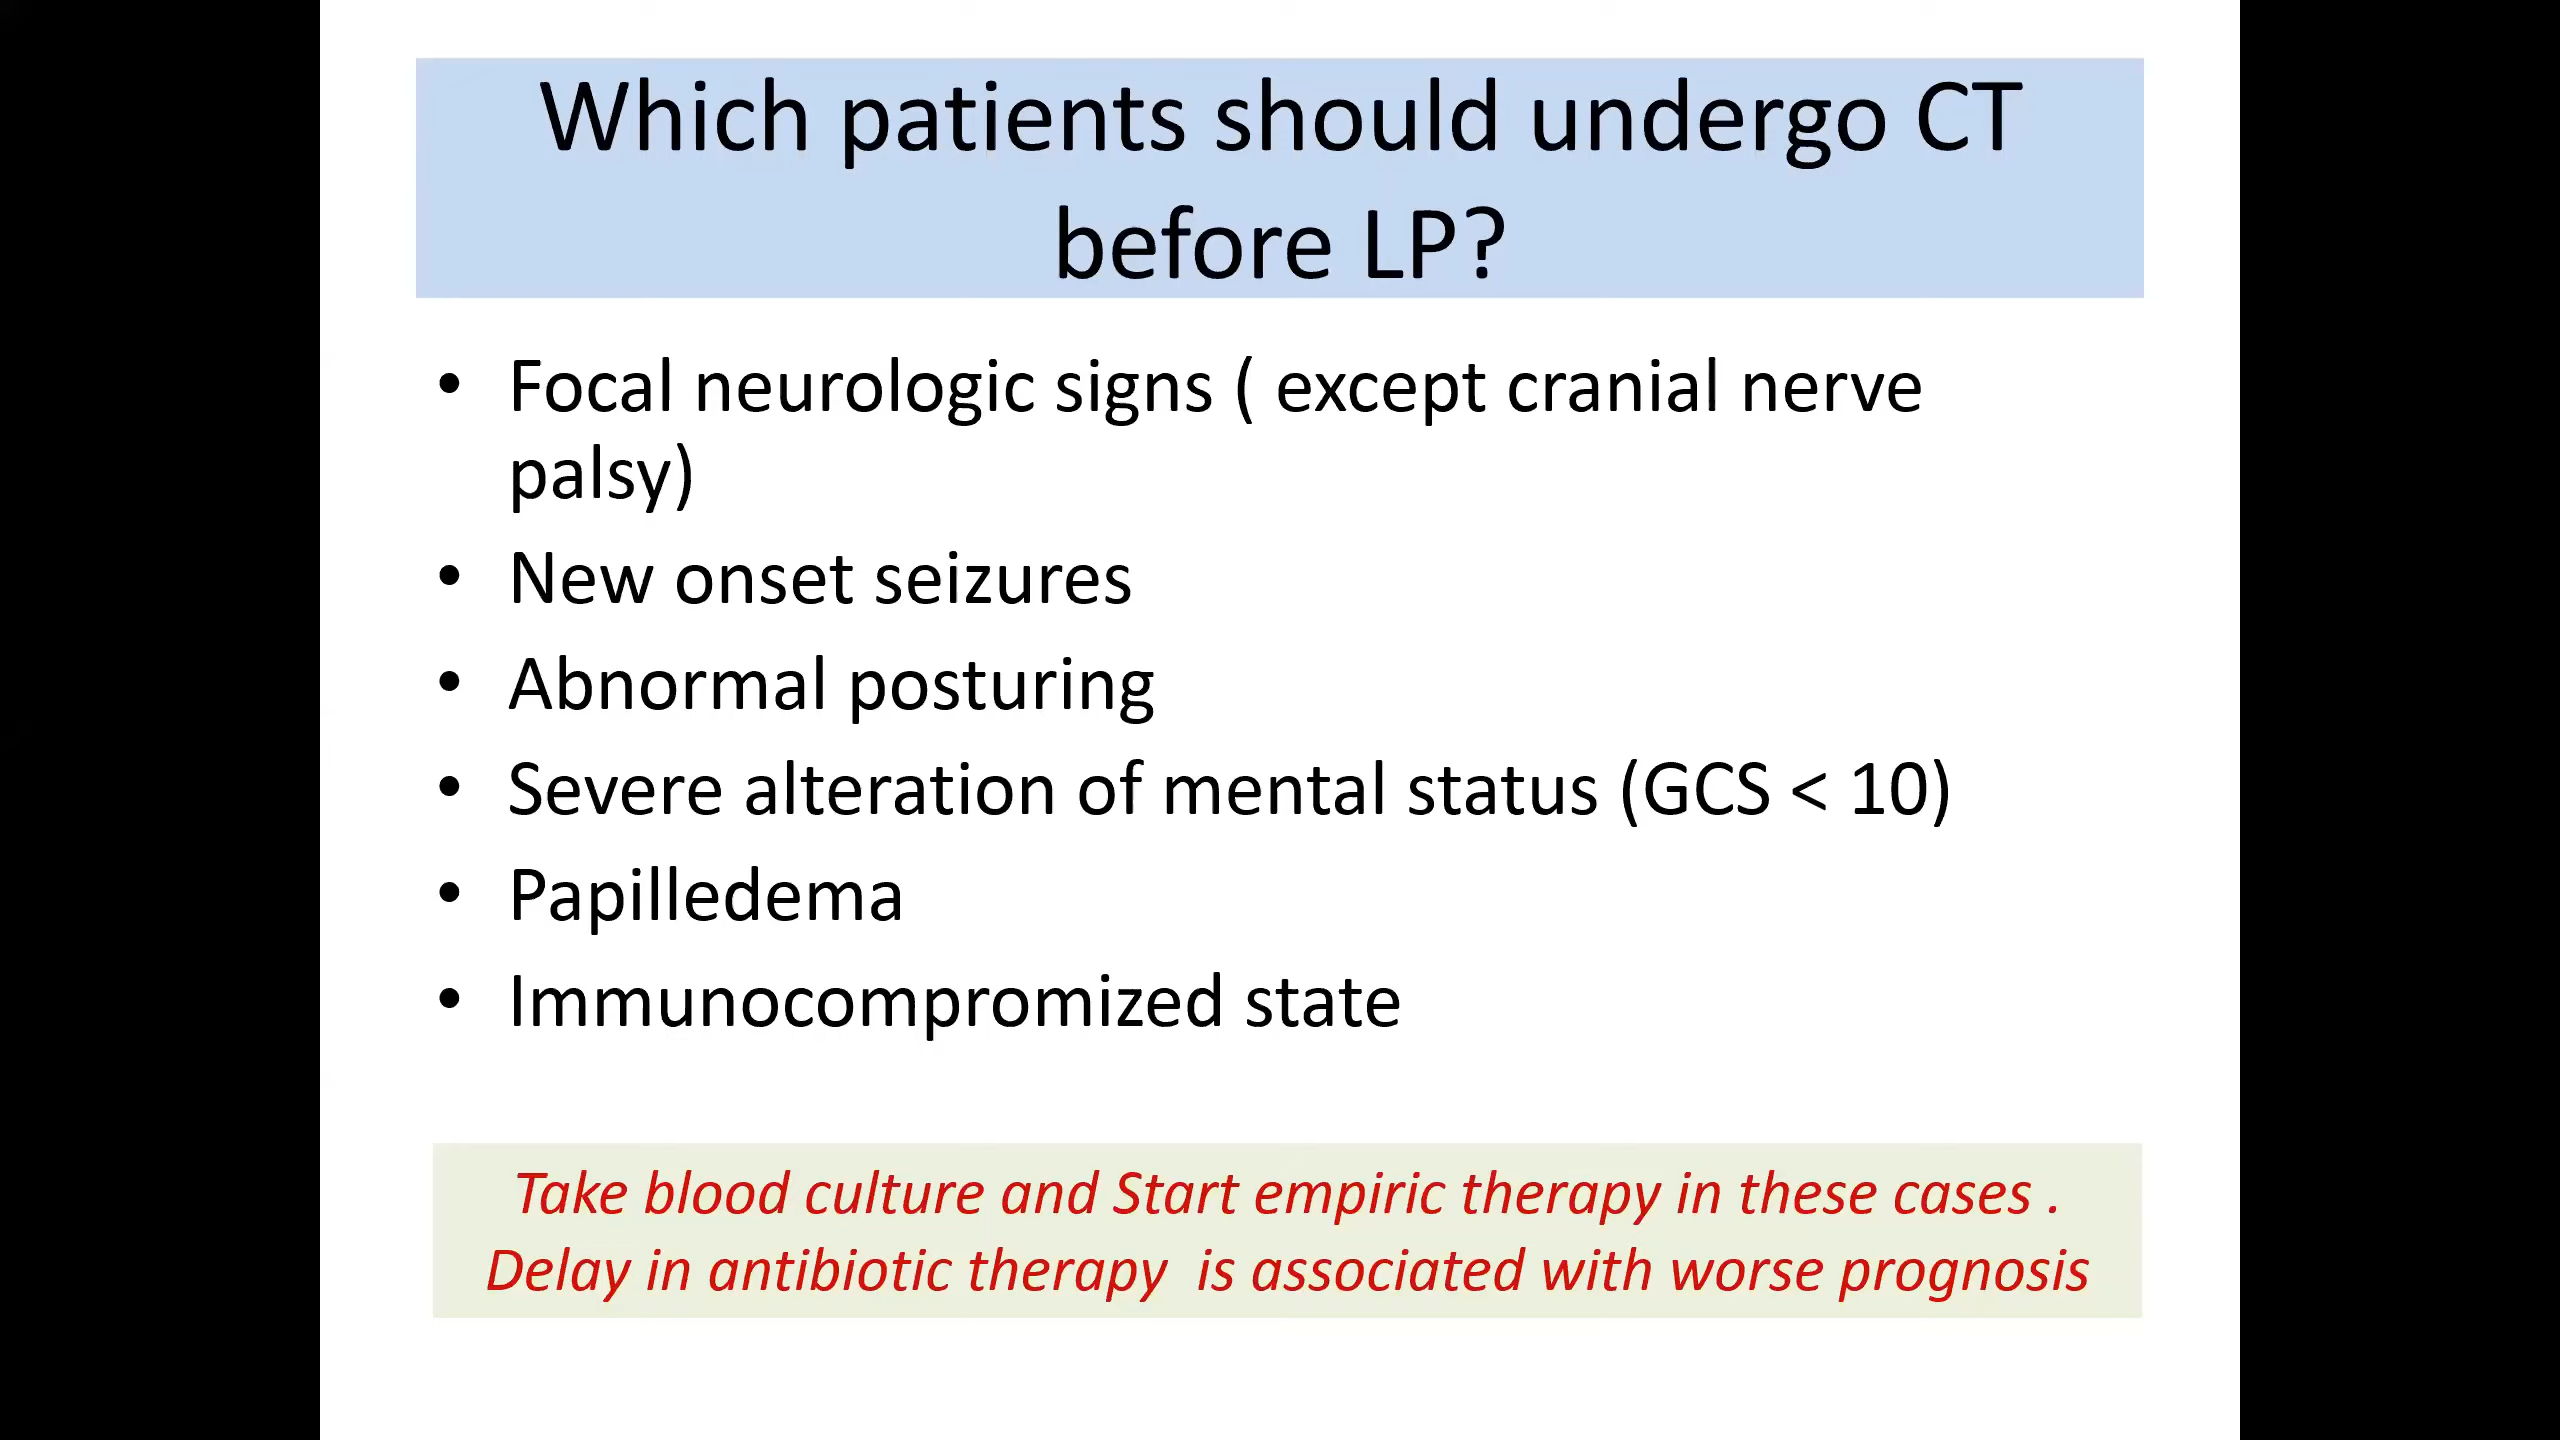 Which patients should undergo CT
before LP?
• Focal neurologic signs ( except cranial nerve
palsy)
• New onset seizures
• Abnormal posturing
• Severe alteration of mental status (GCS < 10)
• Papilledema
• Immunocompromized state
Take blood culture and Start empiric therapy in these cases .
Delay in antibiotic therapy  is associated with worse prognosis